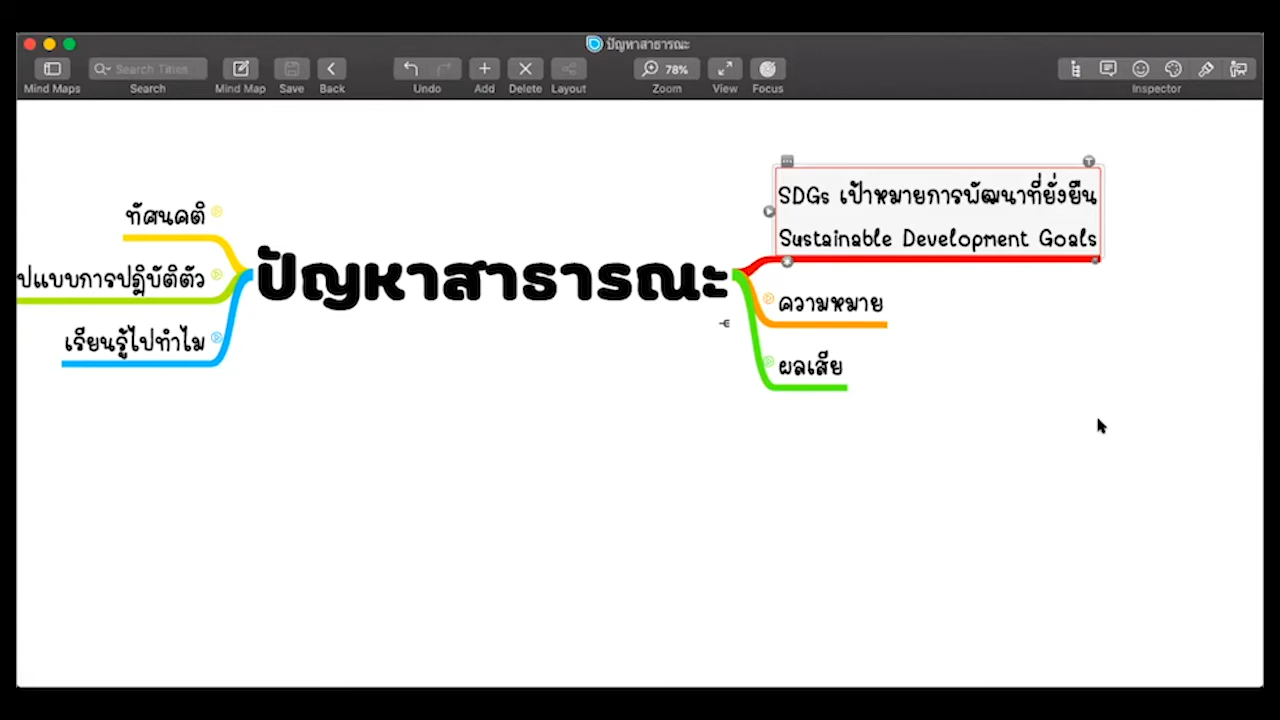 ปัญหาสาธารณะ
Search Titles
78%
Mind Maps
Search
Mind Map
Save
Back
Undo
Add
Delete
Layout
Zoom
View
Focus
Inspector
SDGs เป้าหมายการพัฒนาที่ยั่งยืน
Sustainable Development Goals
ทัศนคติ
ปแบบการปฏิบัติตัว
เรียนรู้ไปทำไม
ปัญหาสาธารณะ
ความหมาย
ผลเสีย